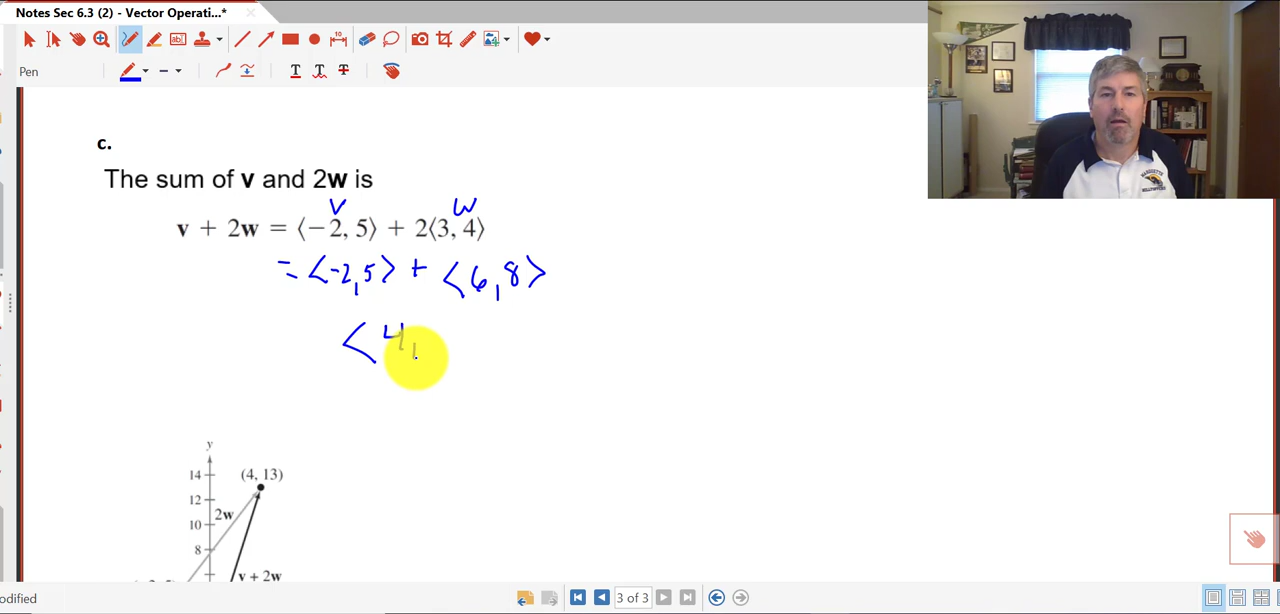 Notes Sec 6.3 (2) - Vector Operati...*
Pen
c.
The sum of v and 2w is
v w
v + 2w = ⟨−2, 5⟩ + 2⟨3, 4⟩
= ⟨-2,5⟩ + ⟨6,8⟩
⟨4,
y
14
(4, 13)
12
2w
10
8
v + 2w
odified
3 of 3